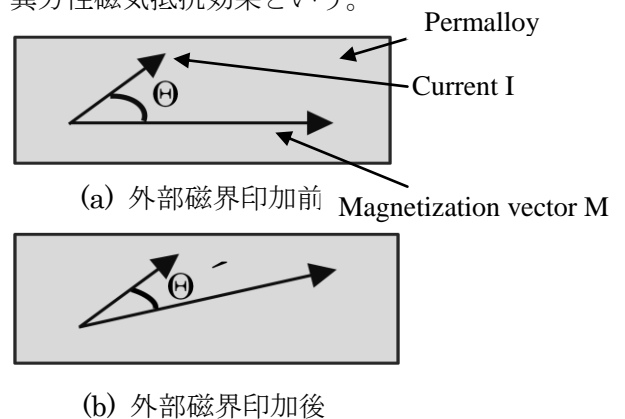 異方性磁気抵抗効果という。
Permalloy
Θ
Current I
(a) 外部磁界印加前
Magnetization vector M
Θ
(b) 外部磁界印加後